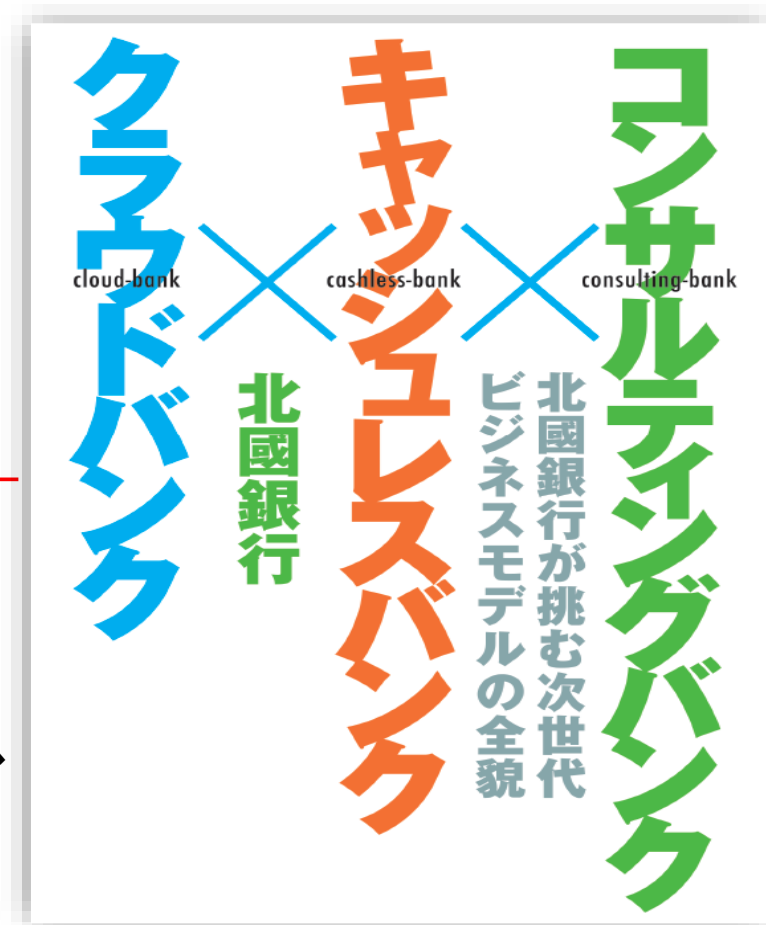 コンサルティングバンク
consulting-bank
北國銀行が挑む次世代
ビジネスモデルの全貌
キャッシュレスバンク
cashless-bank
北國銀行
クラウドバンク
cloud-bank